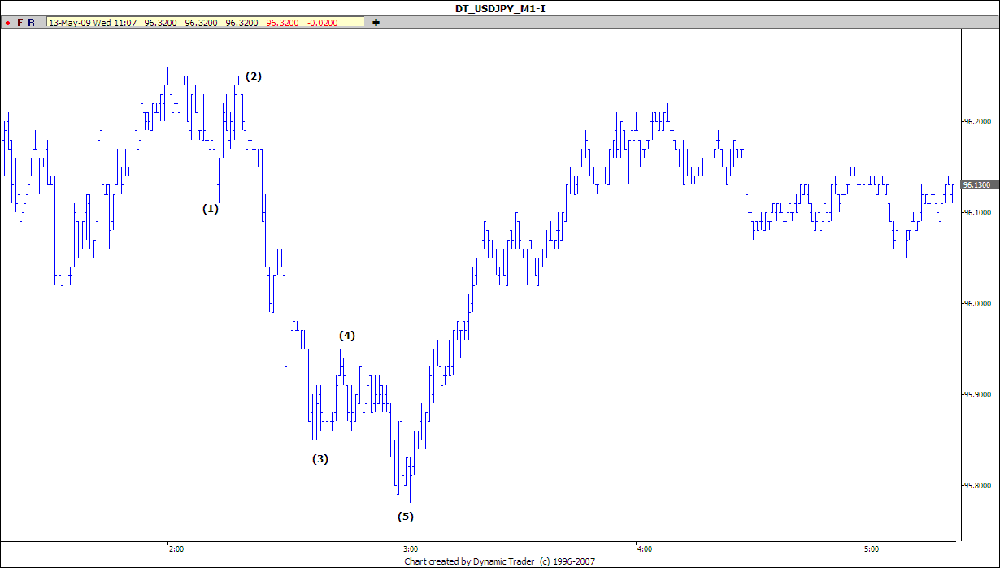 DT_USDJPY_M1-I
F R 13-May-09 Wed 11:07 96.3200 96.3200 96.3200 96.3200 -0.0200
(2)
96.2000
96.1300
(1)
96.1000
96.0000
(4)
95.9000
(3)
95.8000
(5)
2:00 3:00 4:00 5:00
Chart created by Dynamic Trader (c) 1996-2007